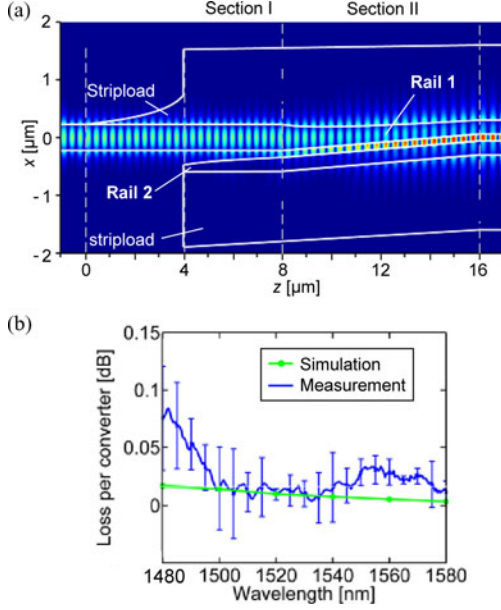 (a)
Section I
Section II
2
1
0
-1
-2
x [µm]
Stripload
Rail 1
Rail 2
stripload
0
4
8
12
16
z [µm]
(b)
0.15
0.1
0.05
0
Loss per converter [dB]
Simulation
Measurement
1480
1500
1520
1540
1560
1580
Wavelength [nm]